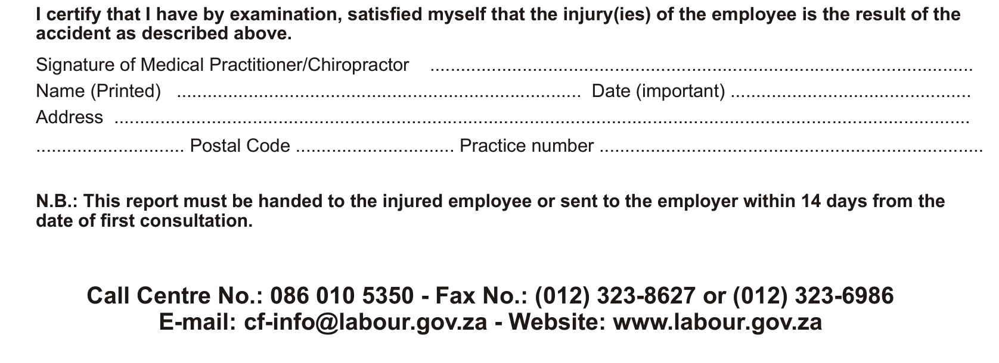 I certify that I have by examination, satisfied myself that the injury(ies) of the employee is the result of the
accident as described above.
Signature of Medical Practitioner/Chiropractor ..........................................................................................................
Name (Printed) ............................................................................... Date (important) ...............................................
Address .......................................................................................................................................................................
............................. Postal Code ............................... Practice number ...........................................................................
N.B.: This report must be handed to the injured employee or sent to the employer within 14 days from the
date of first consultation.
Call Centre No.: 086 010 5350 - Fax No.: (012) 323-8627 or (012) 323-6986
E-mail: cf-info@labour.gov.za - Website: www.labour.gov.za